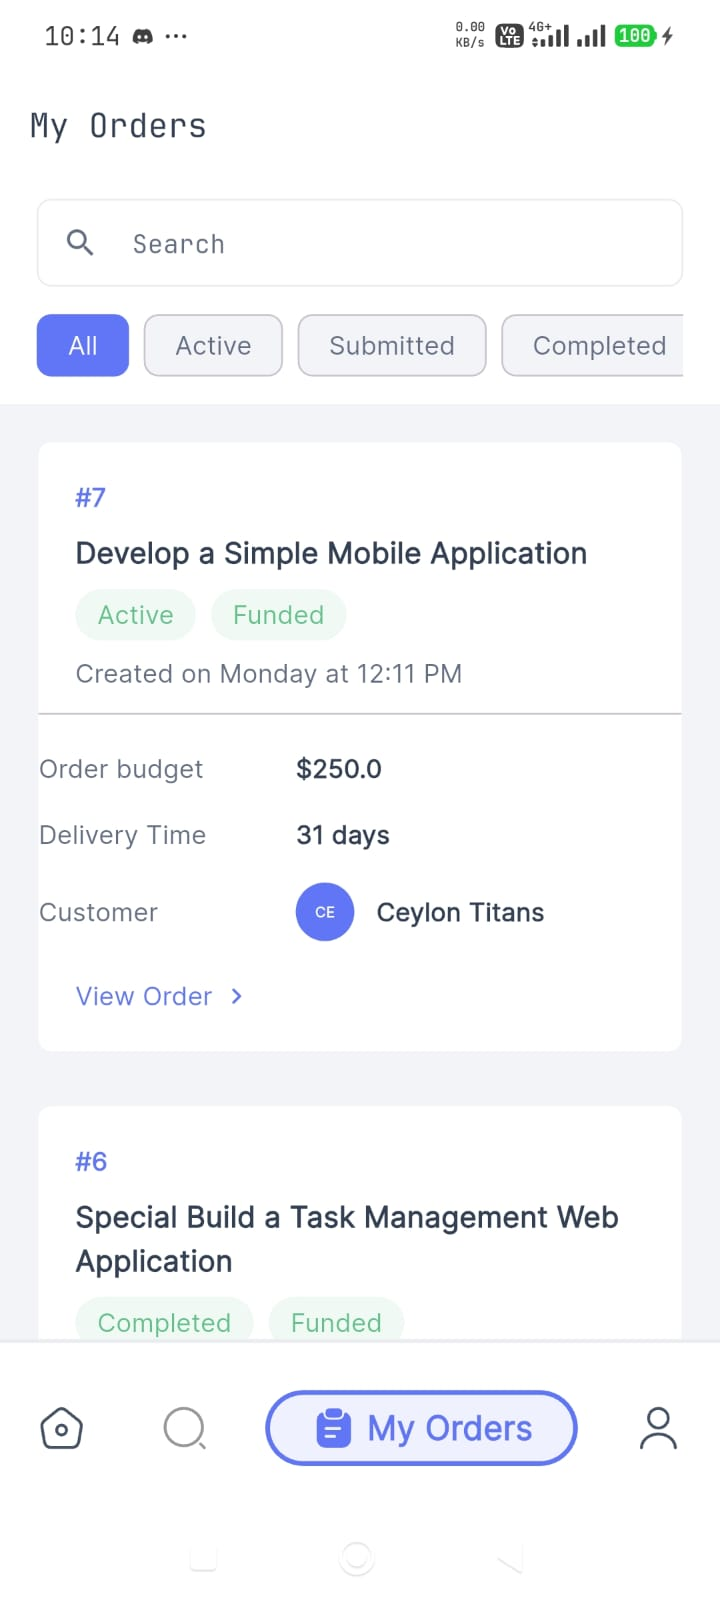 10:14 ...
0.00 KB/s VO LTE 4G+ 100
My Orders
Search
All Active Submitted Completed
#7
Develop a Simple Mobile Application
Active Funded
Created on Monday at 12:11 PM
Order budget $250.0
Delivery Time 31 days
Customer CE Ceylon Titans
View Order >
#6
Special Build a Task Management Web
Application
Completed Funded
My Orders